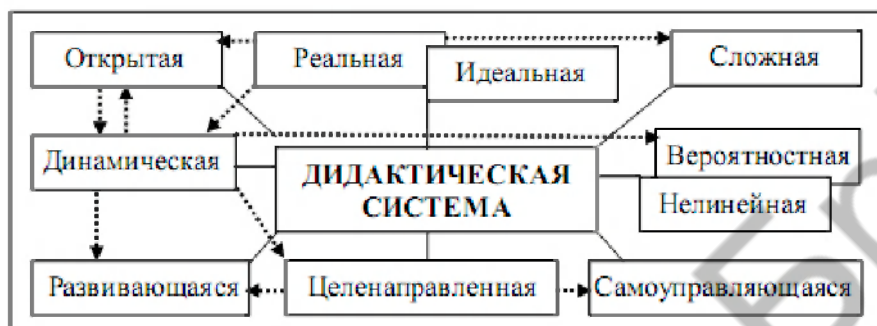 Открытая
Реальная
Идеальная
Сложная
Динамическая
ДИДАКТИЧЕСКАЯ
СИСТЕМА
Вероятностная
Нелинейная
Развивающаяся
Целенаправленная
Самоуправляющаяся